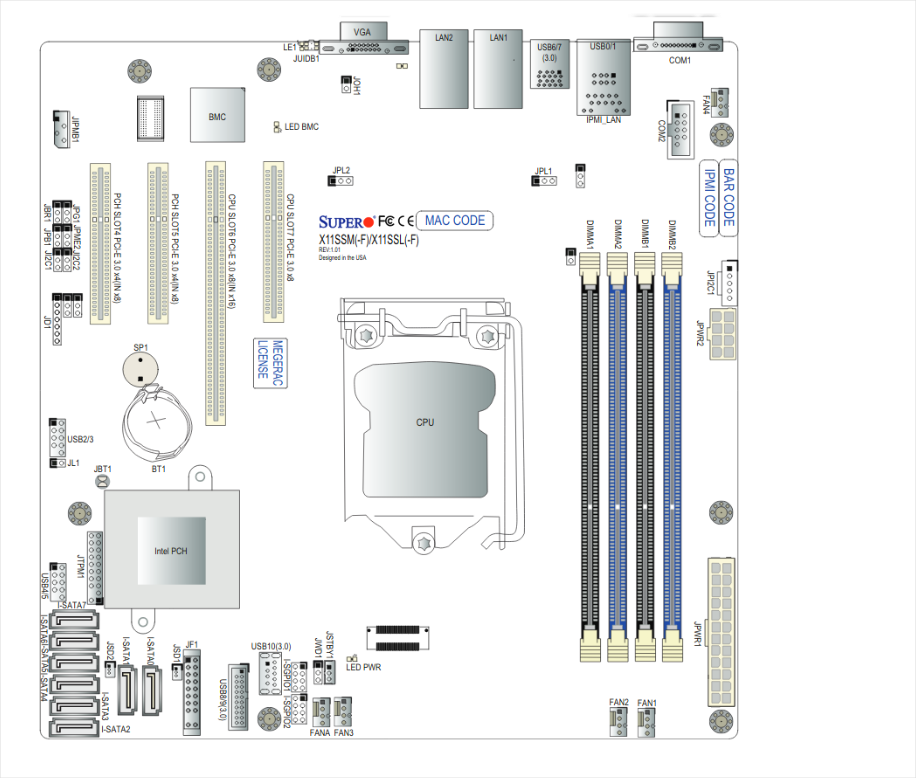 VGA
LAN2
LAN1
USB6/7
(3.0)
USB0/1
COM1
LE1
JUIDB1
JOH1
IPMI_LAN
FAN4
COM2
BMC
LED BMC
JIPMB1
JPL2
JPL1
BAR CODE
IPMI CODE
PCH SLOT4 PCI-E 3.0 x4(IN x8)
PCH SLOT5 PCI-E 3.0 x4(IN x8)
CPU SLOT6 PCI-E 3.0 x8(IN x16)
CPU SLOT7 PCI-E 3.0 x8
SUPER
FC CE
MAC CODE
X11SSM(-F)/X11SSL(-F)
REV:1.01
Designed in the USA
DIMMA1
DIMMA2
DIMMB1
DIMMB2
JBR1
JPG1
JPB1
JPME2
JI2C1
JI2C2
JD1
JPI2C1
JPWR2
SP1
MEGERAC
LICENSE
CPU
USB2/3
JL1
BT1
JBT1
Intel PCH
JTPM1
USB4/5
I-SATA7
I-SATA6
I-SATA5
I-SATA4
I-SATA3
I-SATA2
JSD2
I-SATA1
I-SATA0
JSD1
JF1
USB8/9(3.0)
USB10(3.0)
I-SGPIO1
I-SGPIO2
JWD1
JSTBY1
LED PWR
FANA
FAN3
FAN2
FAN1
JPWR1